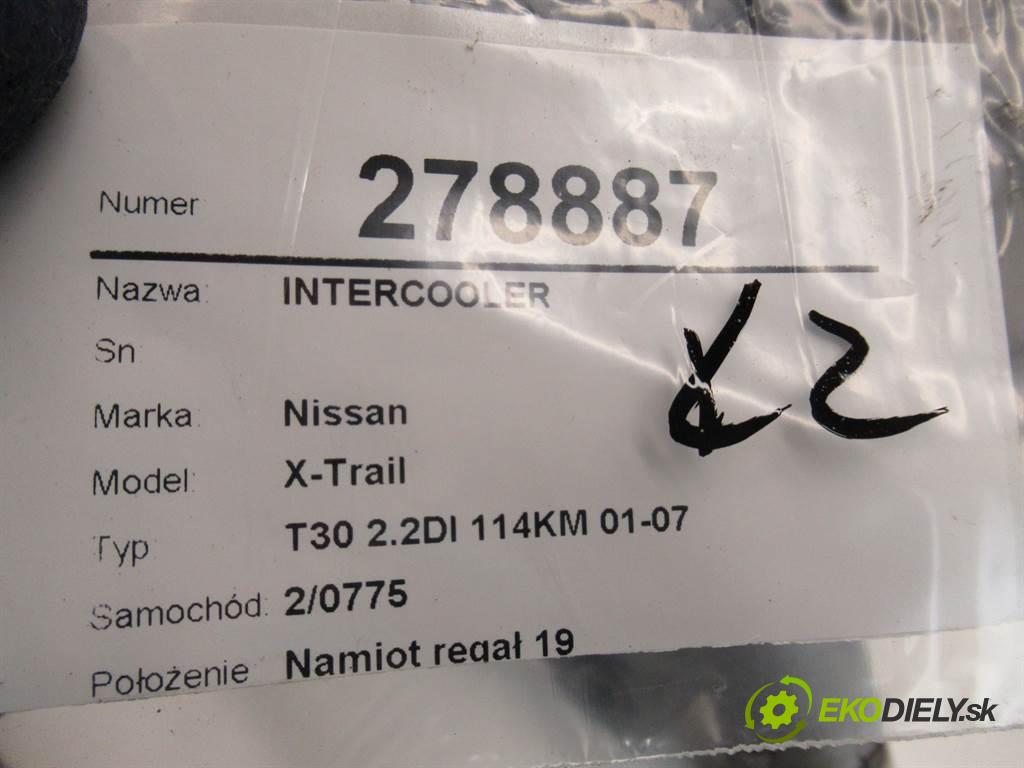 Numer 278887
Nazwa: INTERCOOLER
Sn
Marka: Nissan
Model: X-Trail
Typ: T30 2.2DI 114KM 01-07
Samochód: 2/0775
Położenie Namiot regał 19
EKODIELY.sk